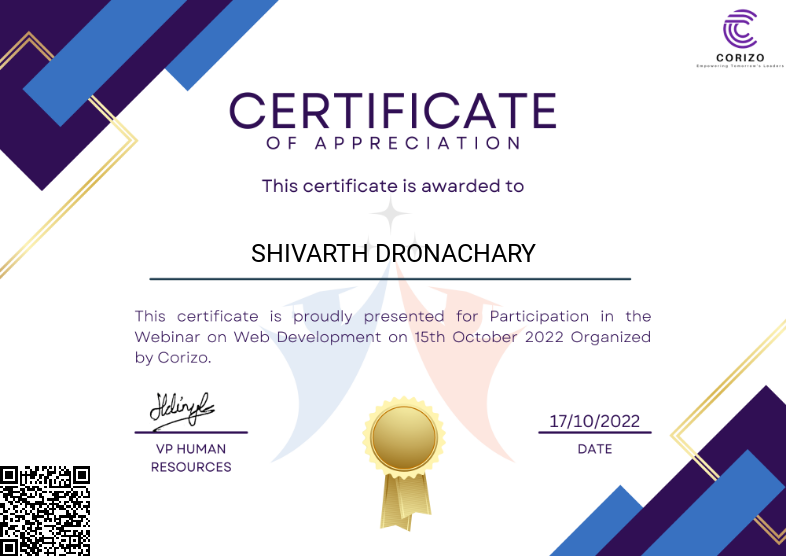 CORIZO
Empowering Tomorrow's Leaders
CERTIFICATE
OF APPRECIATION
This certificate is awarded to
SHIVARTH DRONACHARY
This certificate is proudly presented for Participation in the
Webinar on Web Development on 15th October 2022 Organized
by Corizo.
17/10/2022
VP HUMAN
RESOURCES
DATE